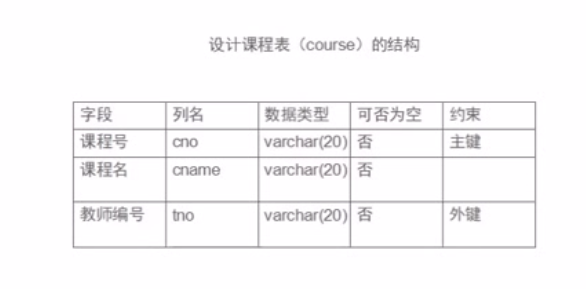 设计课程表（course）的结构
字段 列名 数据类型 可否为空 约束
课程号 cno varchar(20) 否 主键
课程名 cname varchar(20) 否
教师编号 tno varchar(20) 否 外键